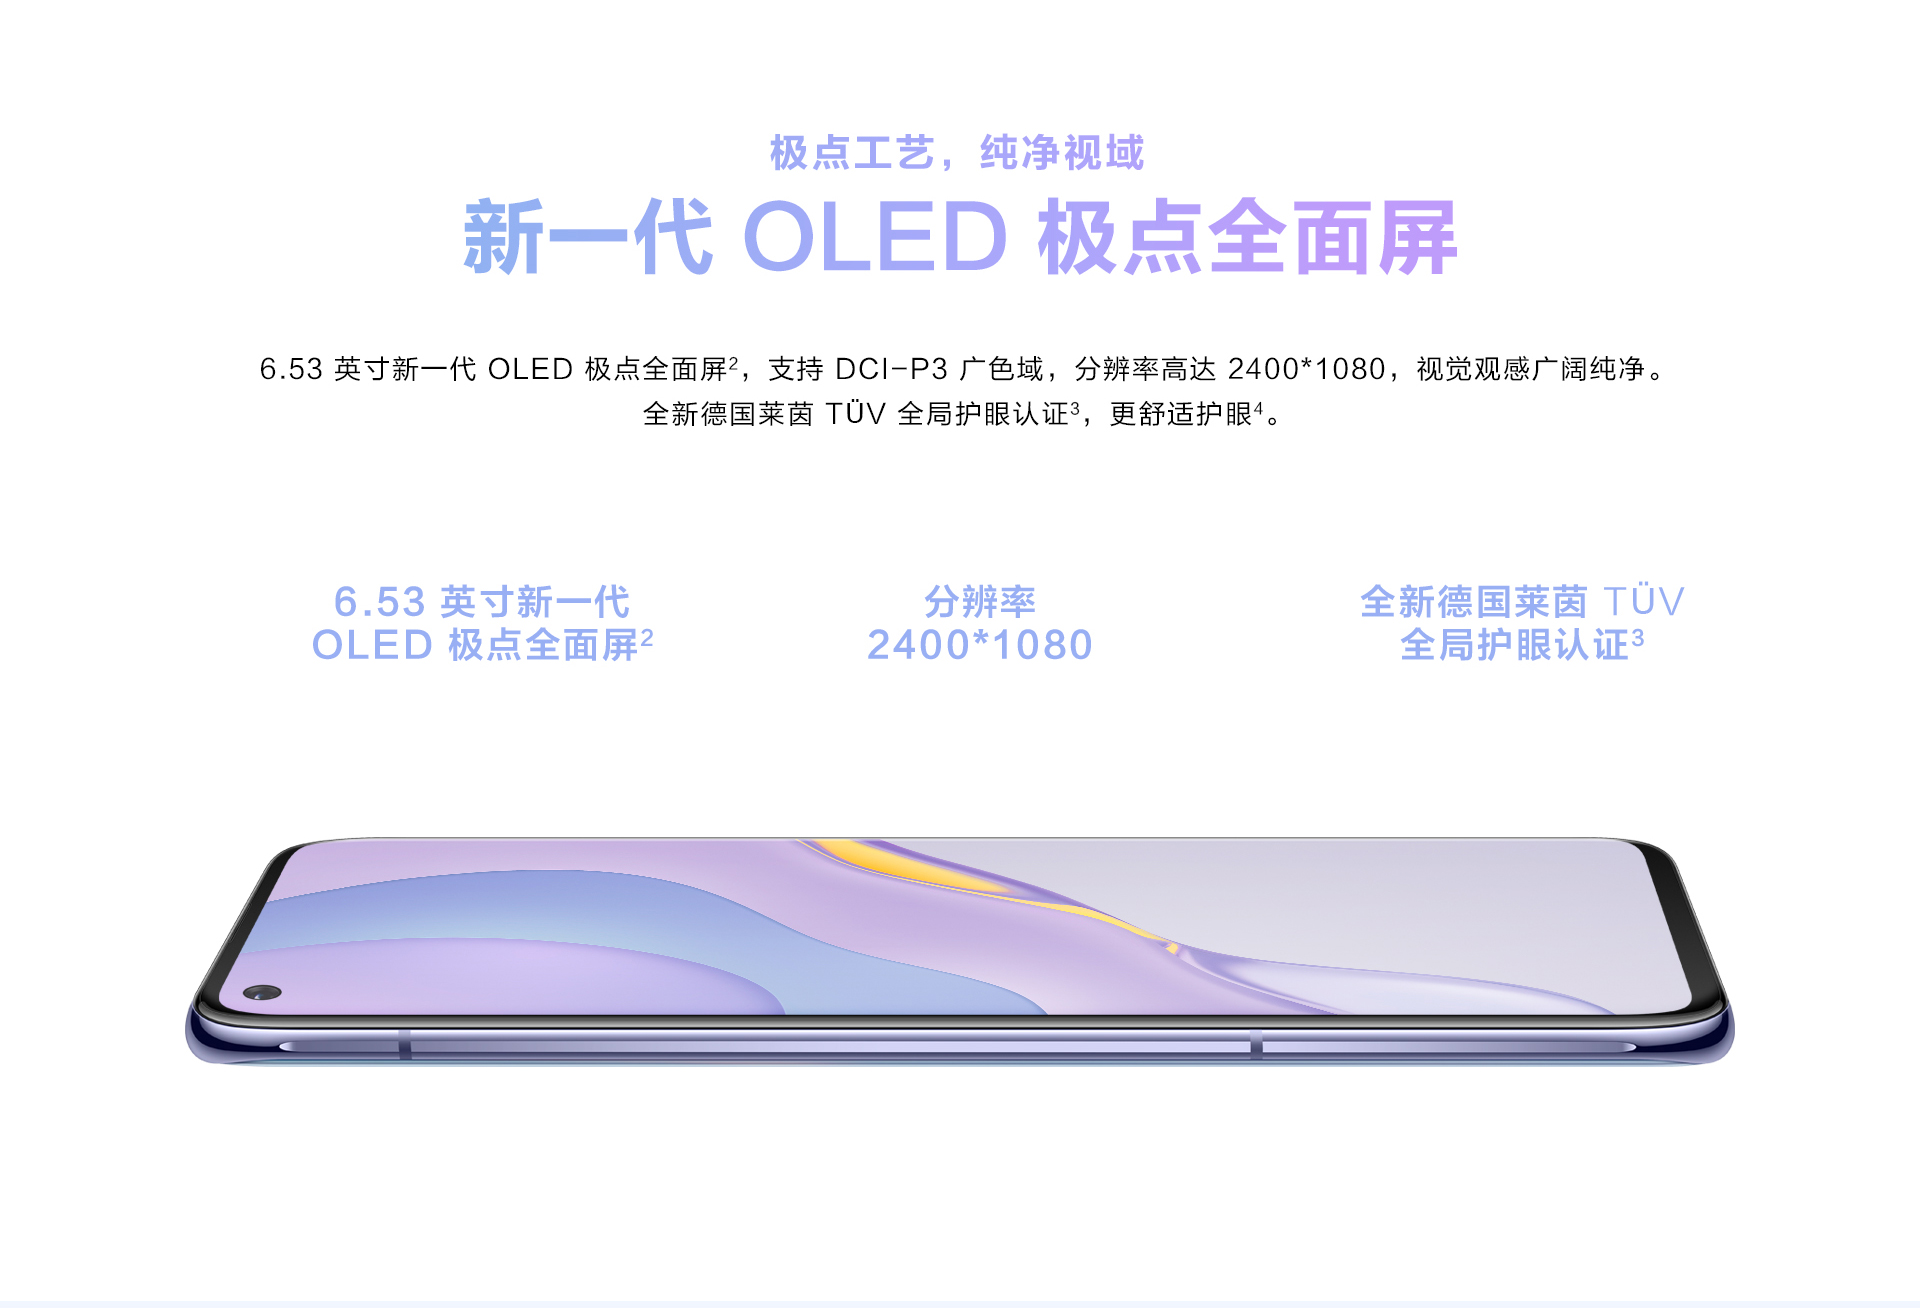 极点工艺，纯净视域
新一代 OLED 极点全面屏
6.53 英寸新一代 OLED 极点全面屏²，支持 DCI-P3 广色域，分辨率高达 2400*1080，视觉观感广阔纯净。
全新德国莱茵 TÜV 全局护眼认证³，更舒适护眼⁴。
6.53 英寸新一代
OLED 极点全面屏²
分辨率
2400*1080
全新德国莱茵 TÜV
全局护眼认证³